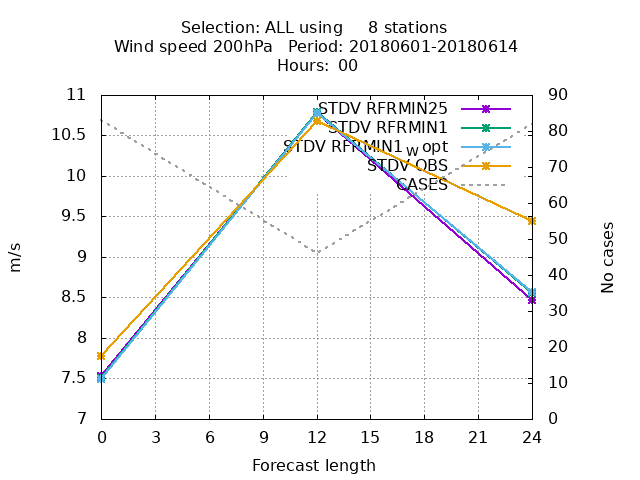 Selection: ALL using 8 stations
Wind speed 200hPa Period: 20180601-20180614
Hours: 00
11
10.5
10
9.5
9
8.5
8
7.5
7
m/s
90
80
70
60
50
40
30
20
10
0
No cases
STDV RFRMIN25
STDV RFRMIN1
STDV RFRMIN1wopt
STDV OBS
CASES
0 3 6 9 12 15 18 21 24
Forecast length